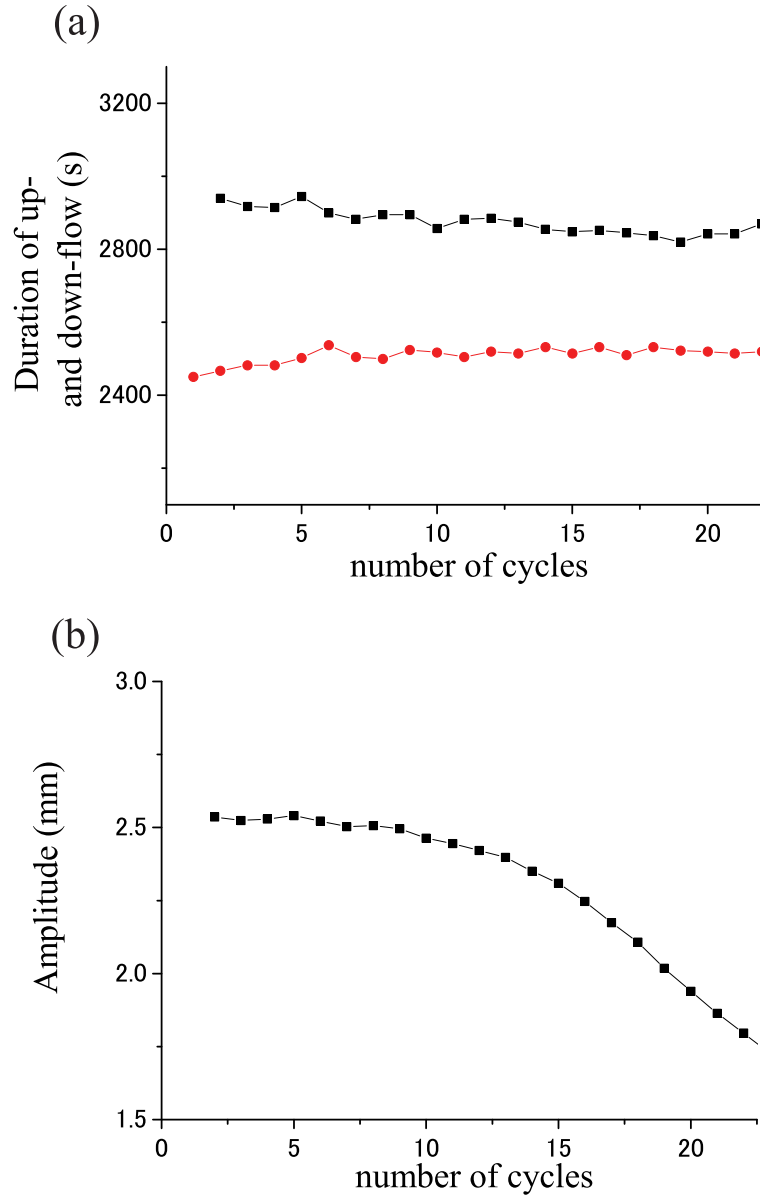 (a)
Duration of up-
and down-flow (s)
3200
2800
2400
0 5 10 15 20
number of cycles
(b)
Amplitude (mm)
3.0
2.5
2.0
1.5
0 5 10 15 20
number of cycles